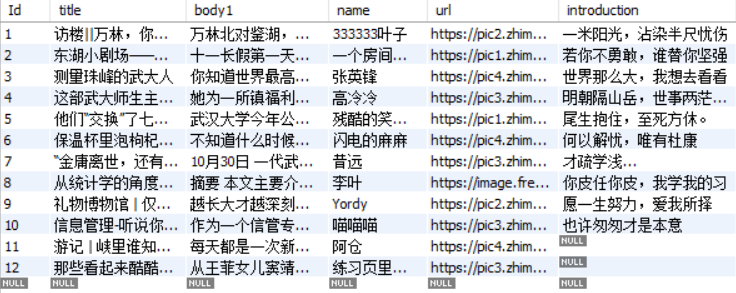 Id title body1 name url introduction
1 访楼||万林，你... 万林北对鉴湖，... 333333叶子 https://pic2.zhim... 一米阳光，沾染半尺忧伤
2 东湖小剧场——... 十一长假第一天... 一个房间... https://pic1.zhim... 若你不勇敢，谁替你坚强
3 测里珠峰的武大人 你知道世界最高... 张英锋 https://pic4.zhim... 世界那么大，我想去看看
4 这部武大师生主... 她为一所镇福利... 高冷冷 https://pic3.zhim... 明朝隔山岳，世事两茫...
5 他们“交换”了七... 武汉大学今年公... 残酷的笑... https://pic1.zhim... 尾生抱住，至死方休。
6 保温杯里泡枸杞... 不知道什么时候... 闪电的麻麻 https://pic4.zhim... 何以解忧，唯有杜康
7 “金庸离世，还有... 10月30日 一代武... 普远 https://pic3.zhim... 才疏学浅...
8 从统计学的角度... 摘要 本文主要介... 李叶 https://image.fre... 你皮任你皮，我学我的习
9 礼物博物馆 | 仅... 越长大才越深刻... Yordy https://pic2.zhim... 愿一生努力，爱我所择
10 信息管理-听说你... 作为一个信管专... 喵喵喵 https://pic3.zhim... 也许匆匆才是本意
11 游记 | 峡里谁知... 每天都是一次新... 阿仓 https://pic4.zhim... NULL
12 那些看起来酷酷... 从王菲女儿窦靖... 练习页里... https://pic3.zhim... NULL
NULL NULL NULL NULL NULL NULL